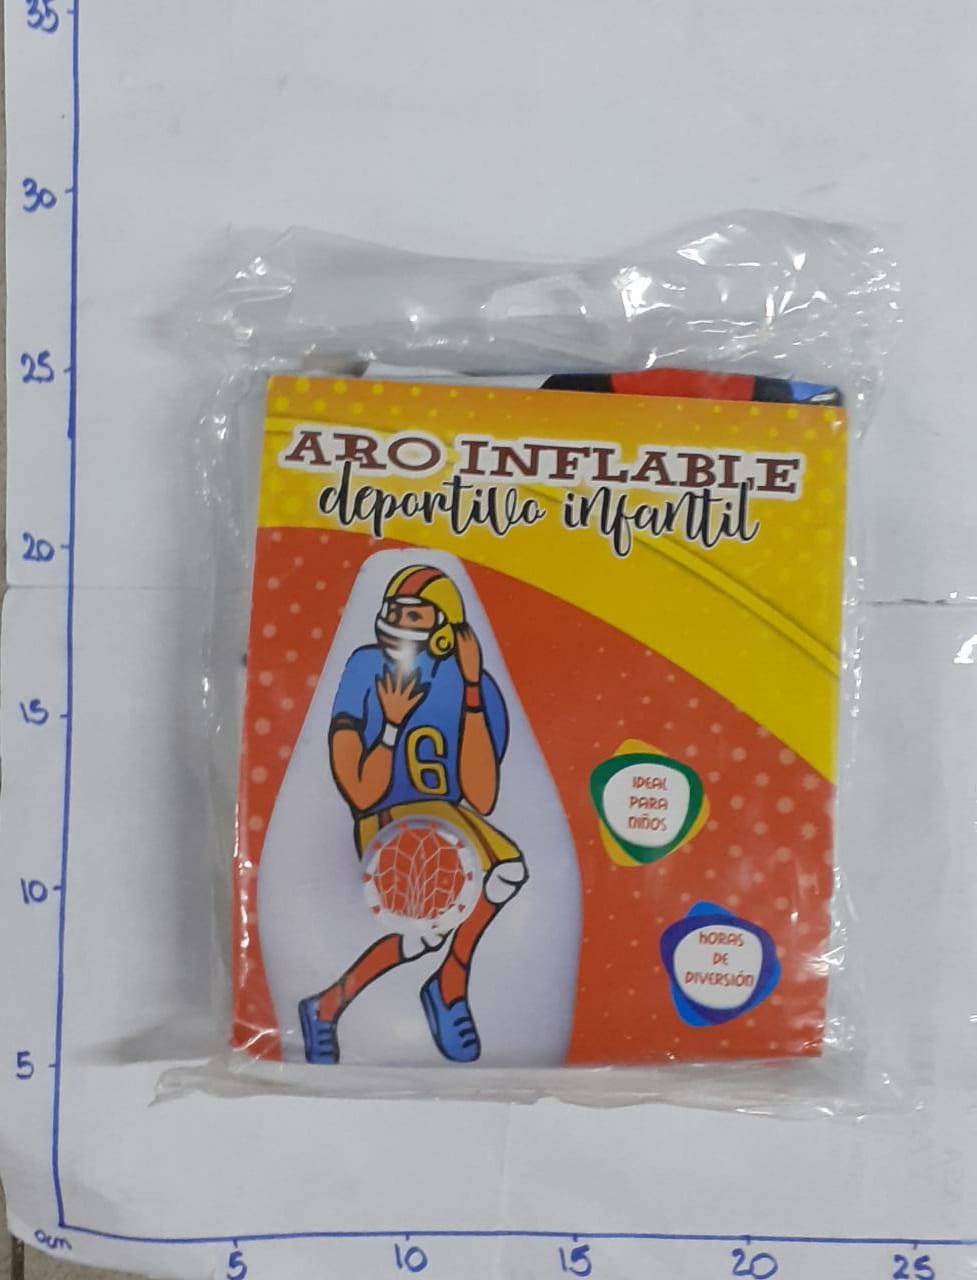 35
30
25
20
15
10
5
0cm
5
10
15
20
25
ARO INFLABLE
deportivo infantil
6
IDEAL
PARA
NIÑOS
HORAS
DE
DIVERSIÓN